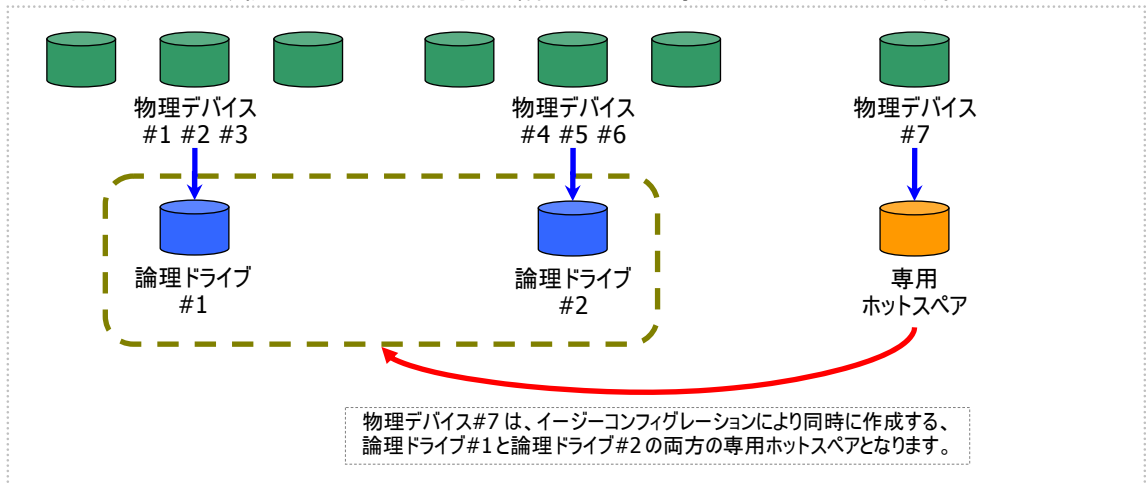 物理デバイス
#1 #2 #3
物理デバイス
#4 #5 #6
物理デバイス
#7
論理ドライブ
#1
論理ドライブ
#2
専用
ホットスペア
物理デバイス#7 は、イージーコンフィグレーションにより同時に作成する、
論理ドライブ#1と論理ドライブ#2 の両方の専用ホットスペアとなります。